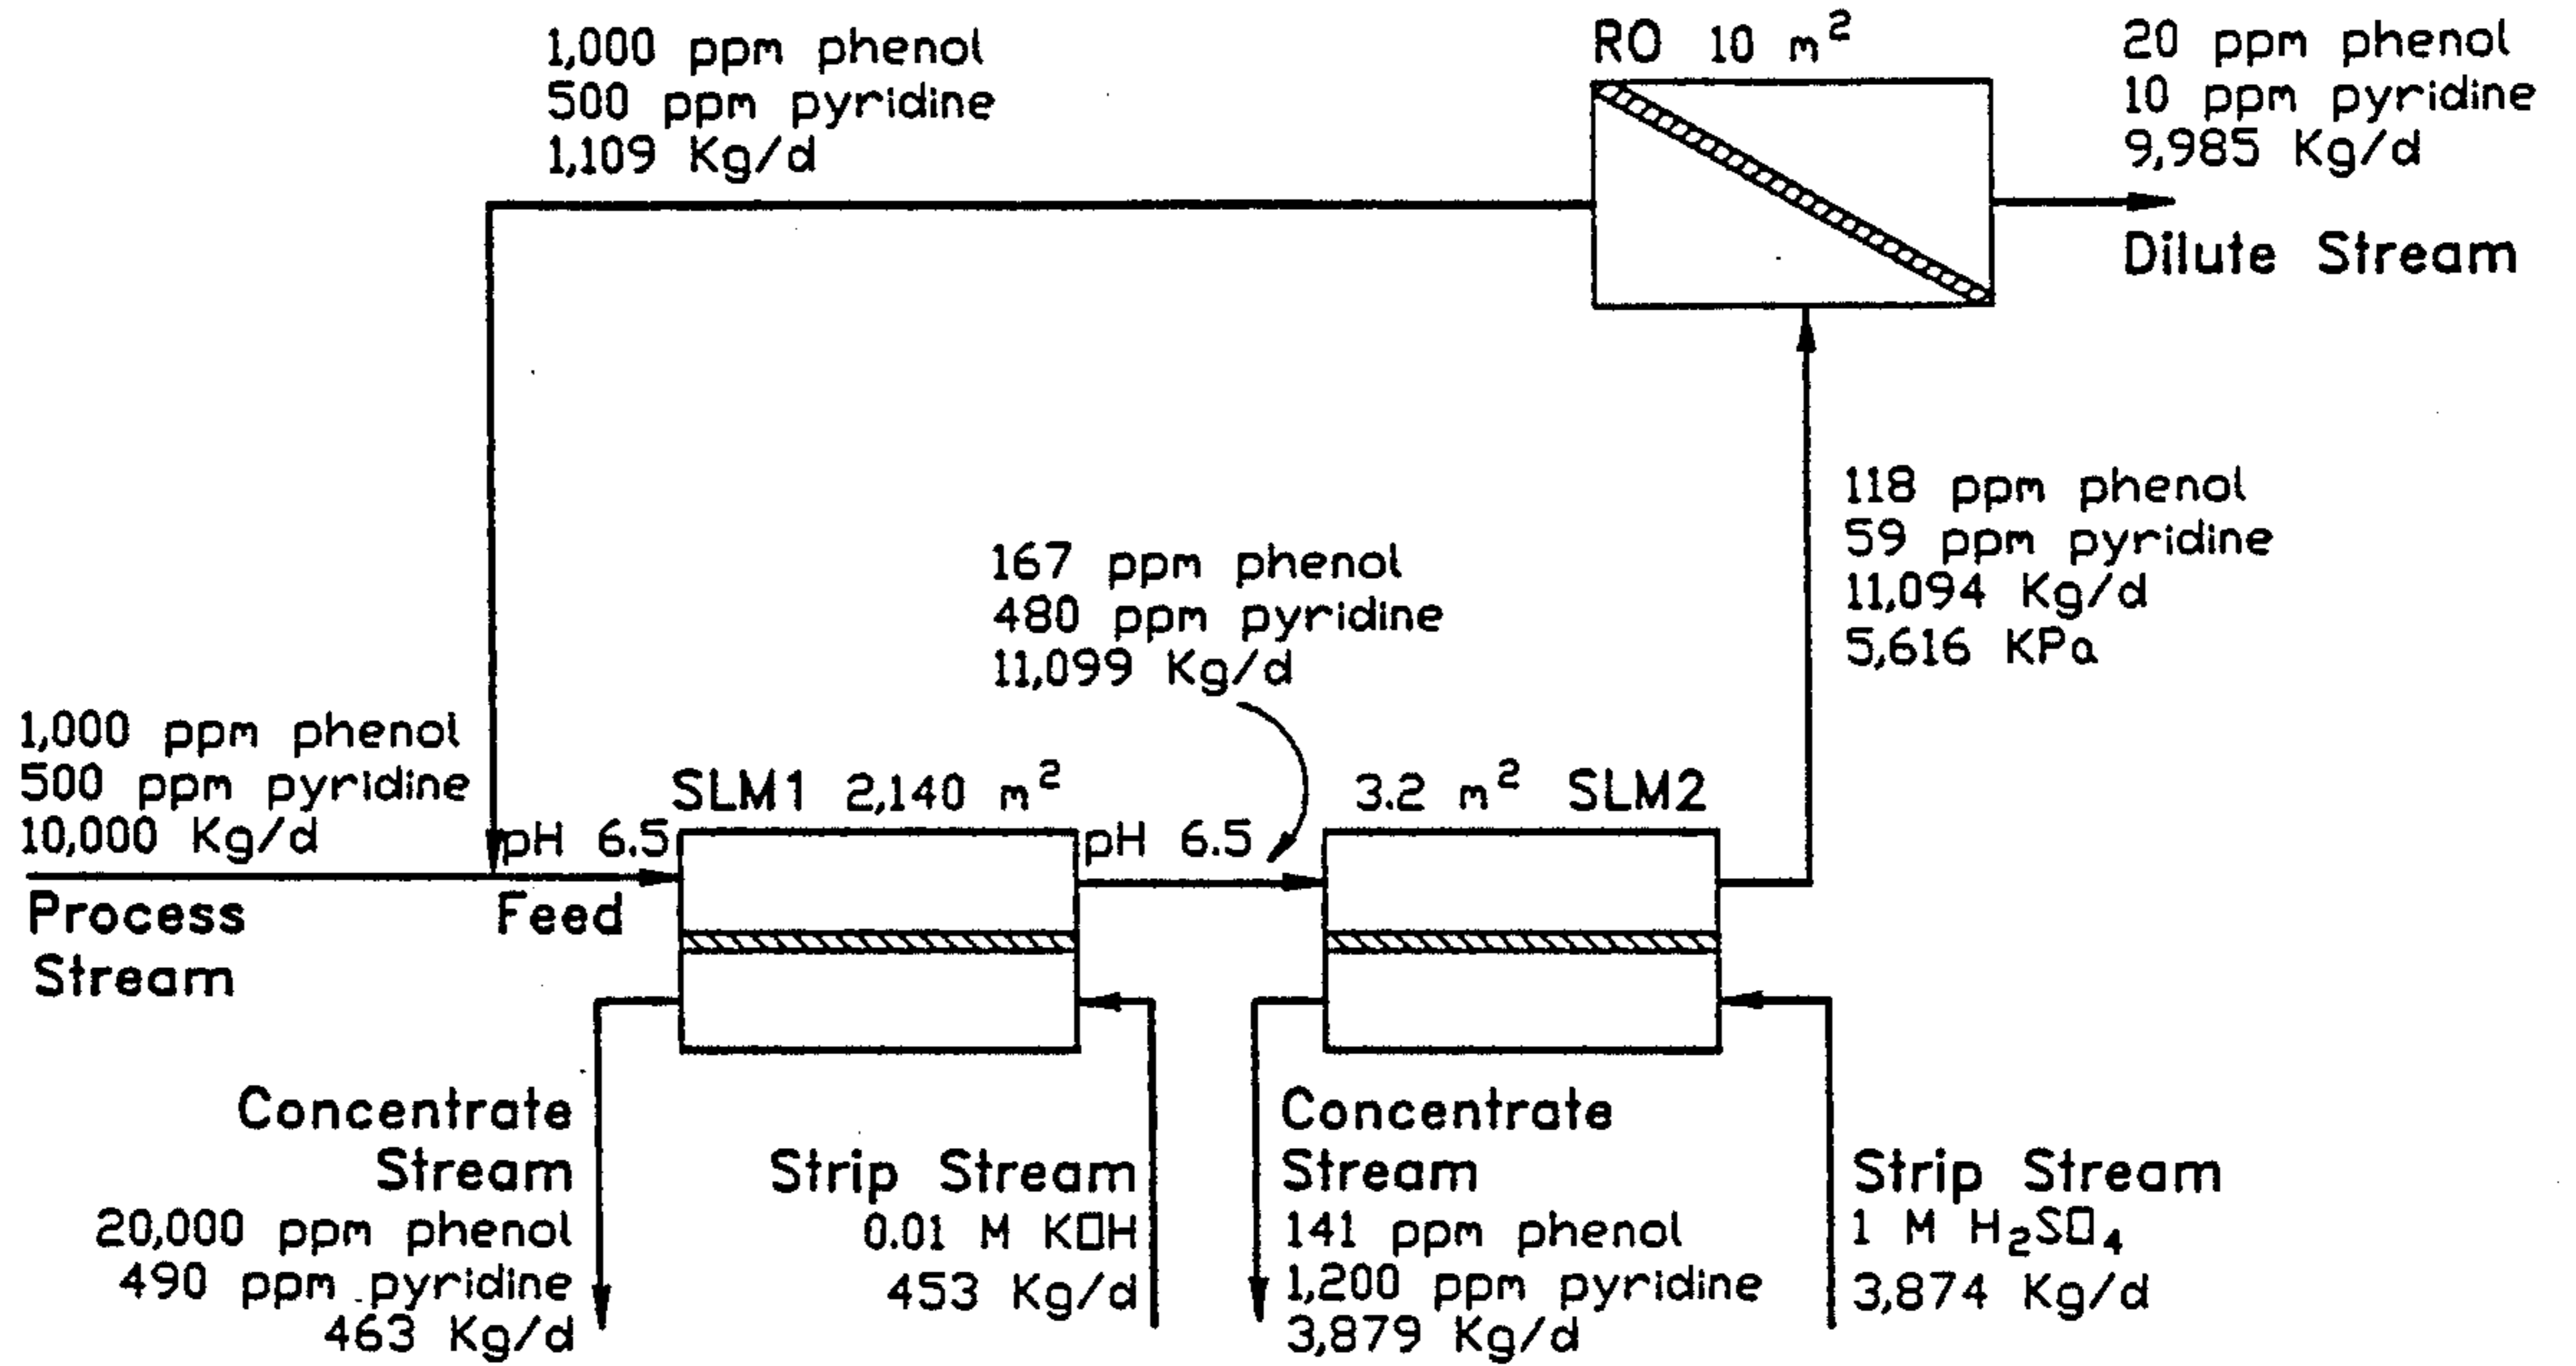 1,000 ppm phenol
500 ppm pyridine
1,109 Kg/d
RO 10 m²
20 ppm phenol
10 ppm pyridine
9,985 Kg/d
Dilute Stream
118 ppm phenol
59 ppm pyridine
11,094 Kg/d
5,616 KPa
167 ppm phenol
480 ppm pyridine
11,099 Kg/d
1,000 ppm phenol
500 ppm pyridine
10,000 Kg/d
pH 6.5
Process
Stream
Feed
SLM1 2,140 m²
pH 6.5
3.2 m² SLM2
Concentrate
Stream
20,000 ppm phenol
490 ppm pyridine
463 Kg/d
Strip Stream
0.01 M KOH
453 Kg/d
Concentrate
Stream
141 ppm phenol
1,200 ppm pyridine
3,879 Kg/d
Strip Stream
1 M H₂SO₄
3,874 Kg/d